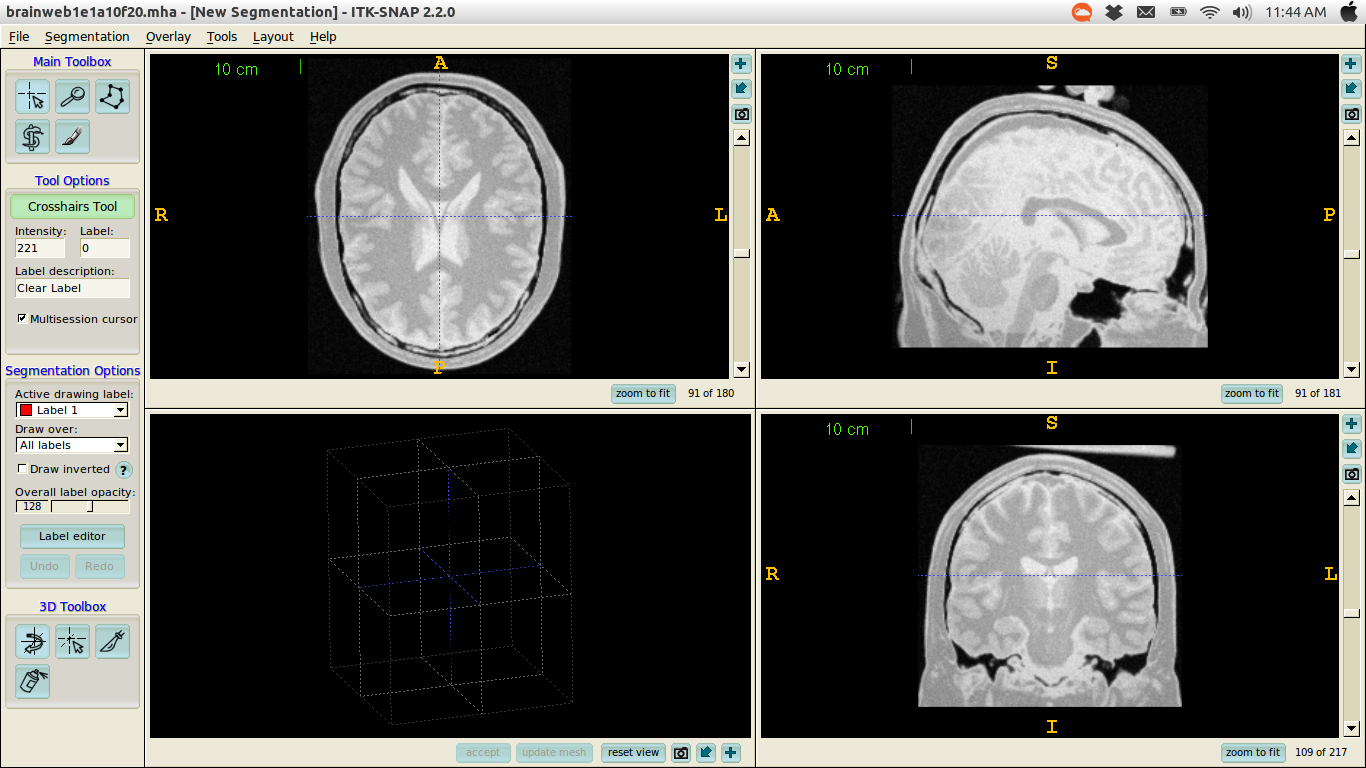 brainweb1e1a10f20.mha - [New Segmentation] - ITK-SNAP 2.2.0
11:44 AM
File Segmentation Overlay Tools Layout Help
Main Toolbox
Tool Options
Crosshairs Tool
Intensity: Label:
221 0
Label description:
Clear Label
Multisession cursor
Segmentation Options
Active drawing label:
Label 1
Draw over:
All labels
Draw inverted ?
Overall label opacity:
128
Label editor
Undo Redo
3D Toolbox
10 cm
A
R
L
P
zoom to fit 91 of 180
10 cm
S
A
P
I
zoom to fit 91 of 181
accept update mesh reset view
10 cm
S
R
L
I
zoom to fit 109 of 217